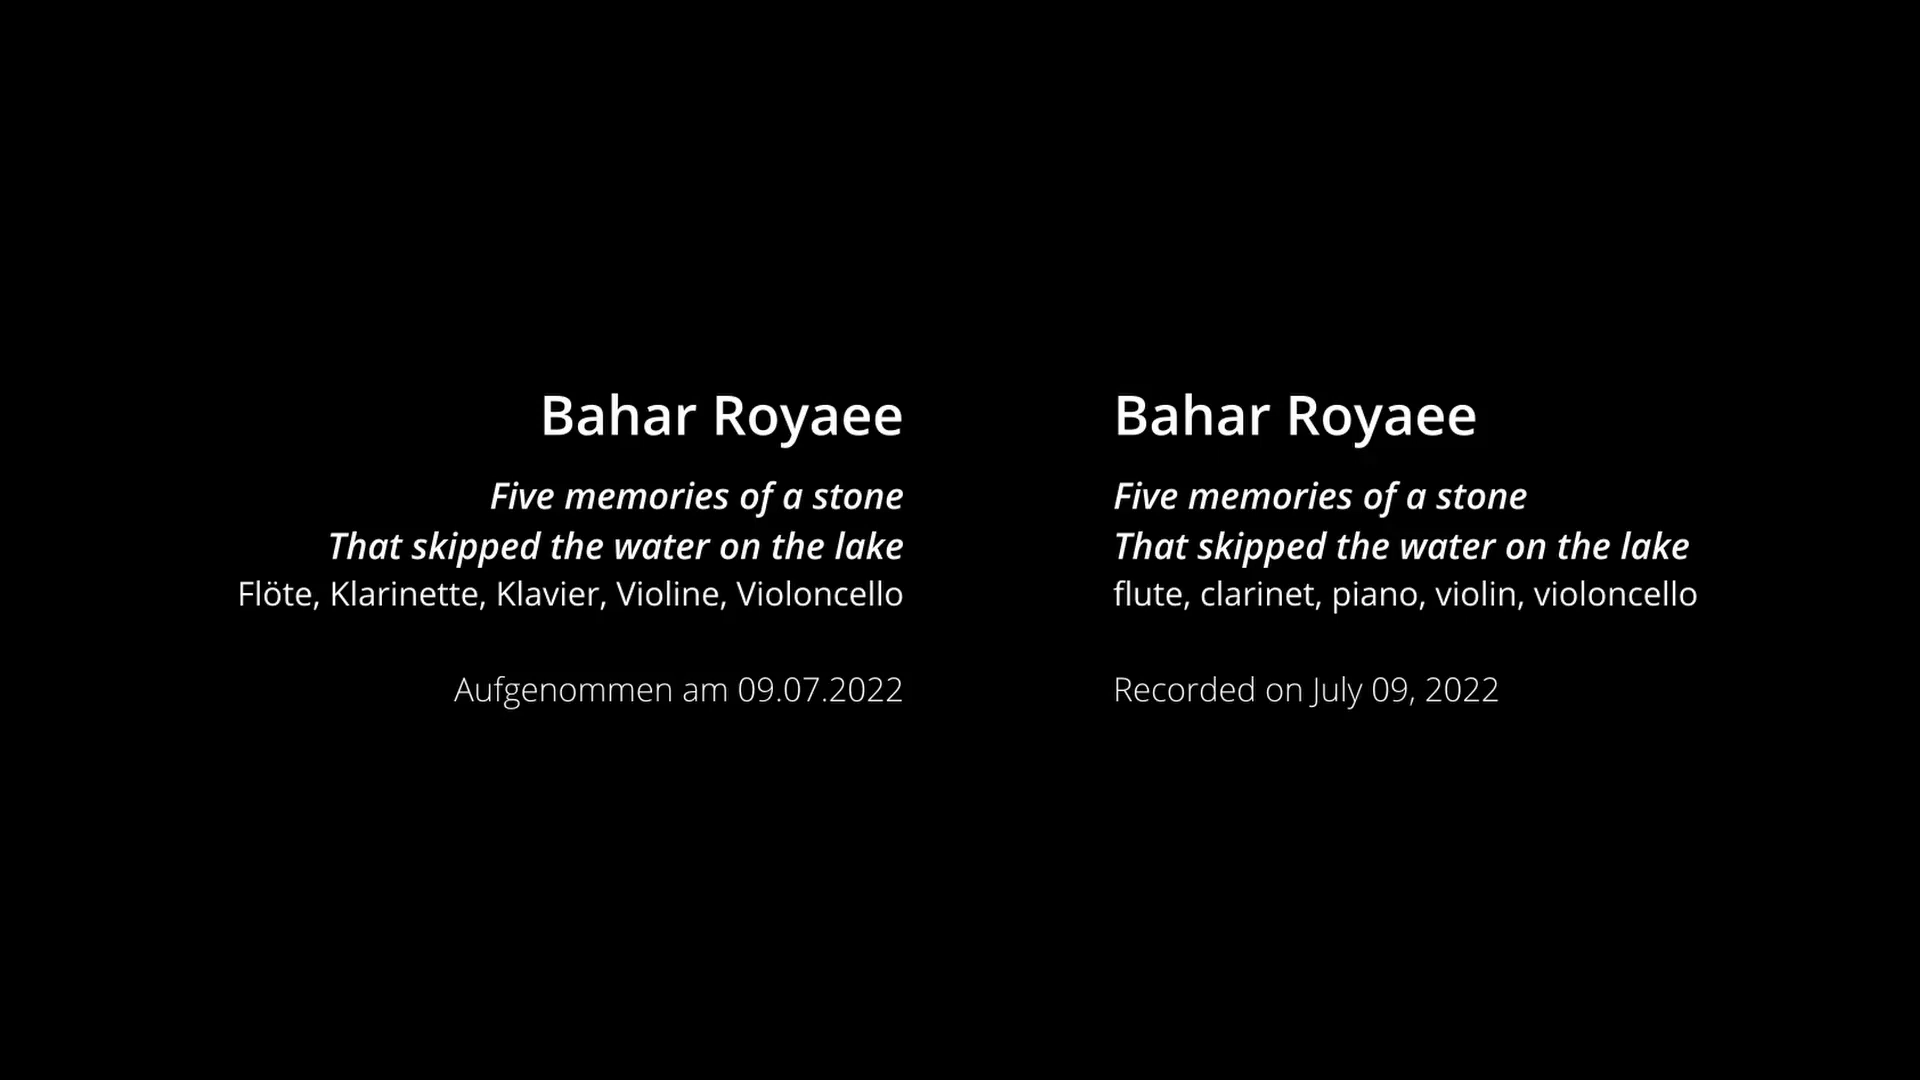 Bahar Royaee
Five memories of a stone
That skipped the water on the lake
Flöte, Klarinette, Klavier, Violine, Violoncello
Aufgenommen am 09.07.2022
Bahar Royaee
Five memories of a stone
That skipped the water on the lake
flute, clarinet, piano, violin, violoncello
Recorded on July 09, 2022